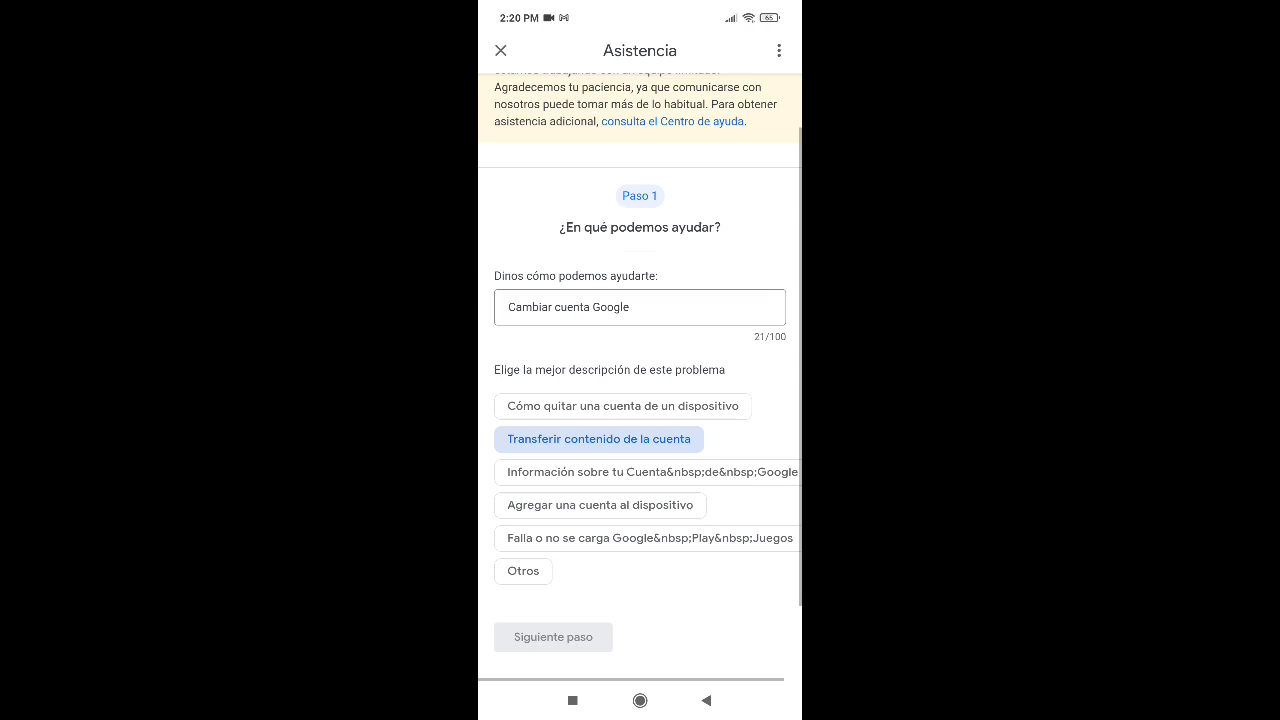 2:20 PM
65
Asistencia
Agradecemos tu paciencia, ya que comunicarse con
nosotros puede tomar más de lo habitual. Para obtener
asistencia adicional, consulta el Centro de ayuda.
Paso 1
¿En qué podemos ayudar?
Dinos cómo podemos ayudarte:
Cambiar cuenta Google
21/100
Elige la mejor descripción de este problema
Cómo quitar una cuenta de un dispositivo
Transferir contenido de la cuenta
Información sobre tu Cuenta&nbsp;de&nbsp;Google
Agregar una cuenta al dispositivo
Falla o no se carga Google&nbsp;Play&nbsp;Juegos
Otros
Siguiente paso